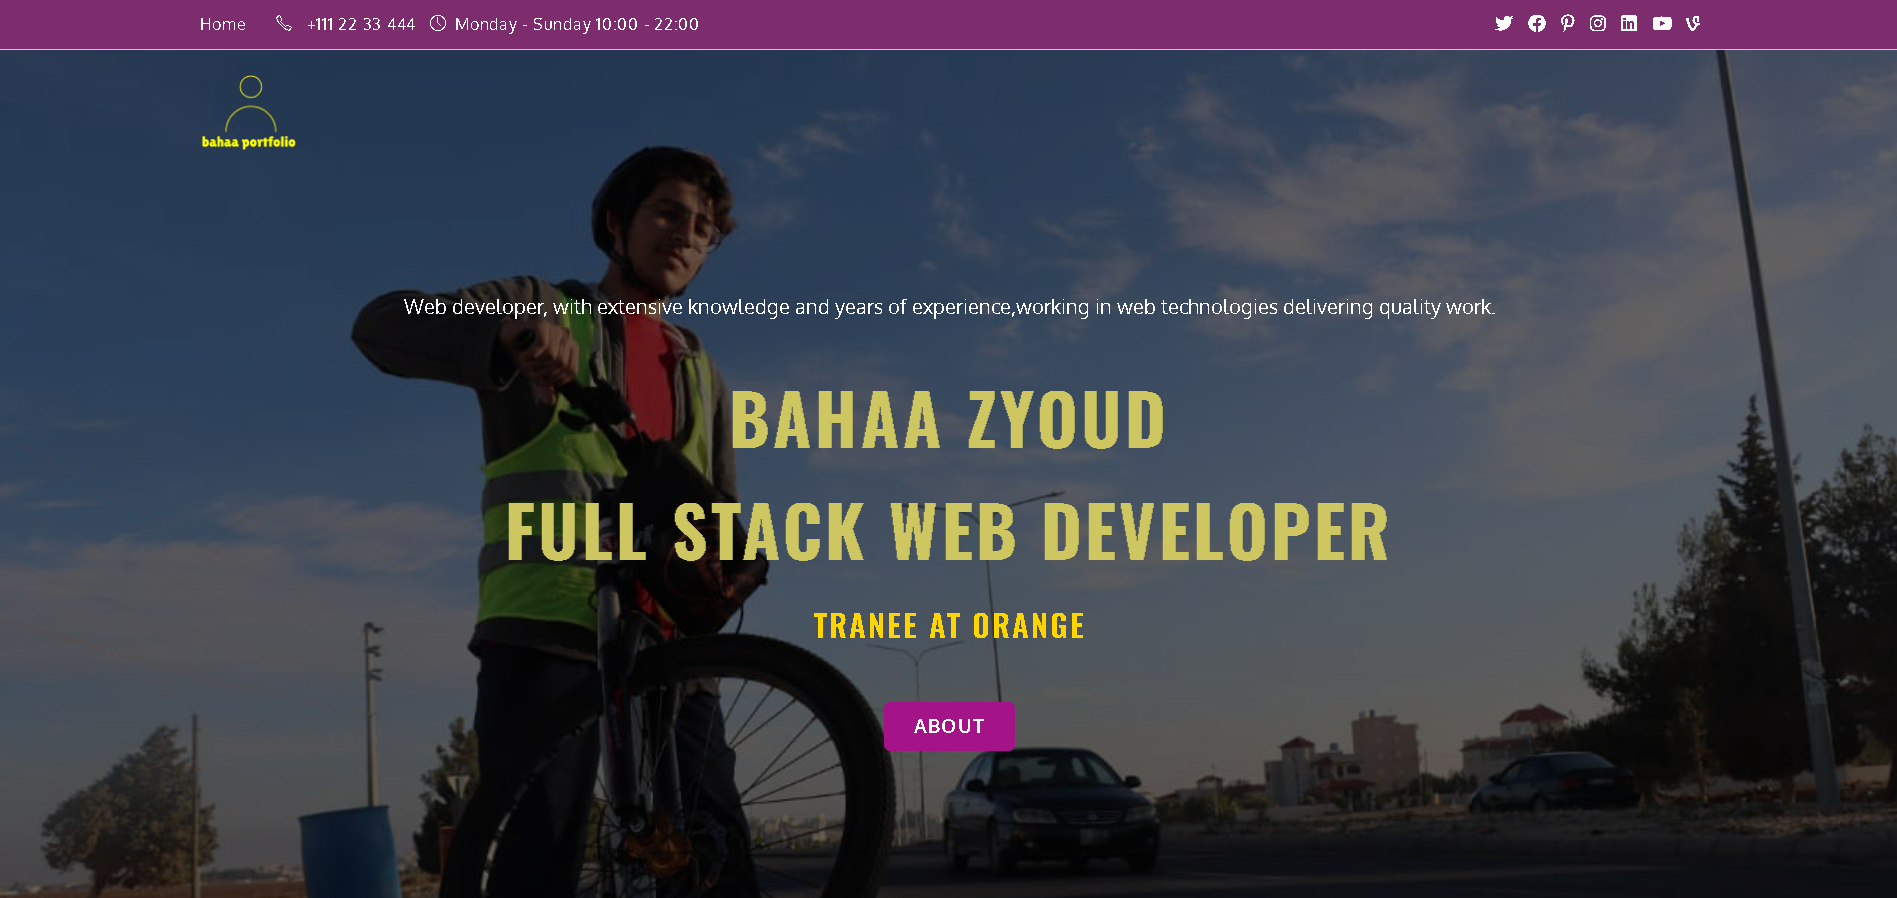 Home +111 22 33 444 Monday - Sunday 10:00 - 22:00
bahaa portfolio
Web developer, with extensive knowledge and years of experience,working in web technologies delivering quality work.
BAHAA ZYOUD
FULL STACK WEB DEVELOPER
TRANEE AT ORANGE
ABOUT